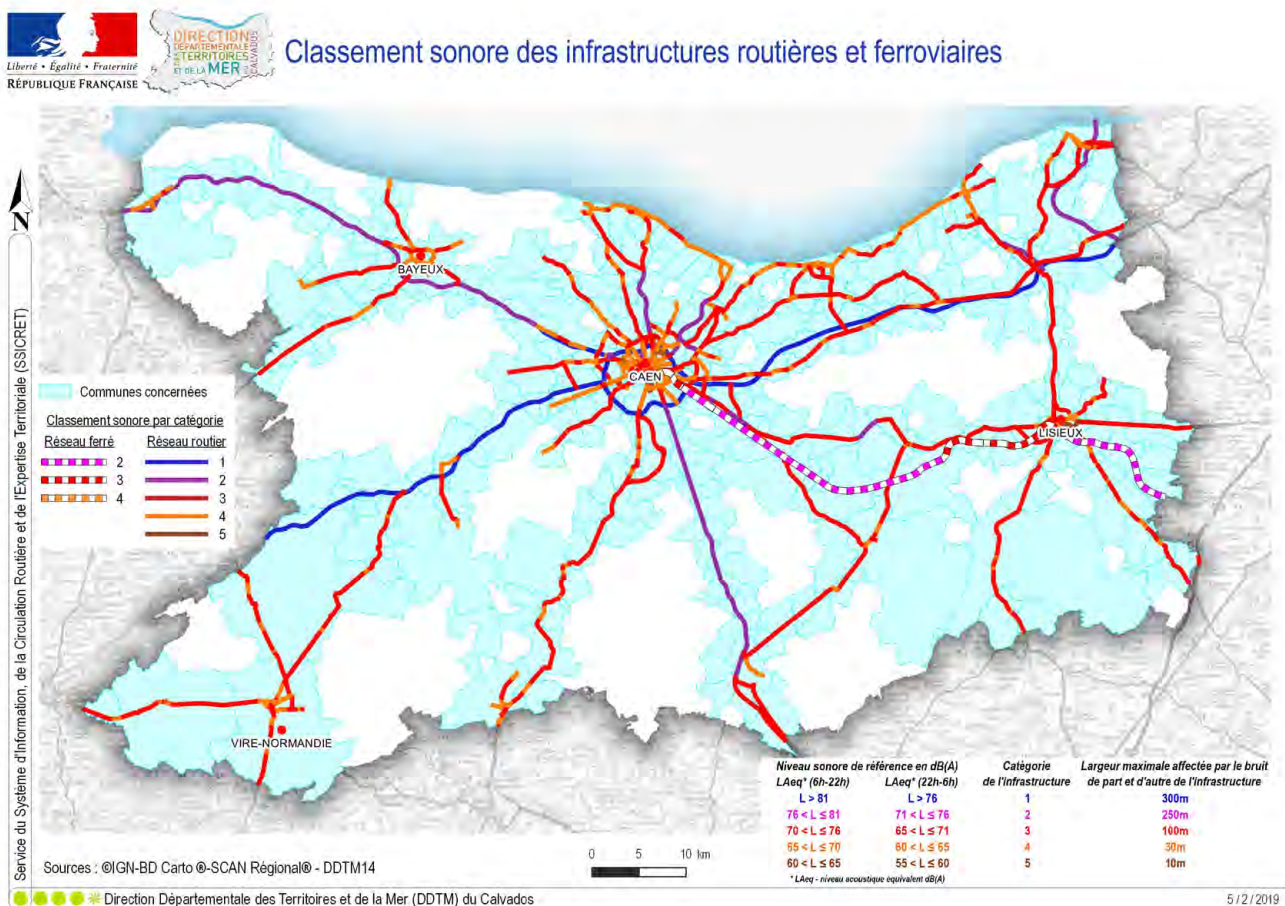 Liberté • Égalité • Fraternité
RÉPUBLIQUE FRANÇAISE
DIRECTION
DÉPARTEMENTALE
DES TERRITOIRES
ET DE LA MER
CALVADOS
Classement sonore des infrastructures routières et ferroviaires
N
Service du Système d'Information, de la Circulation Routière et de l'Expertise Territoriale (SSICRET)
BAYEUX
CAEN
LISIEUX
VIRE-NORMANDIE
Communes concernées
Classement sonore par catégorie
Réseau ferré Réseau routier
2 1
3 2
4 3
4
5
Niveau sonore de référence en dB(A) Catégorie Largeur maximale affectée par le bruit
LAeq* (6h-22h) LAeq* (22h-6h) de l'infrastructure de part et d'autre de l'infrastructure
L > 81 L > 76 1 300m
76 < L ≤ 81 71 < L ≤ 76 2 250m
70 < L ≤ 76 65 < L ≤ 71 3 100m
65 < L ≤ 70 60 < L ≤ 65 4 30m
60 < L ≤ 65 55 < L ≤ 60 5 10m
* LAeq - niveau acoustique équivalent dB(A)
0 5 10 km
Sources : ©IGN-BD Carto ®-SCAN Régional® - DDTM14
Direction Départementale des Territoires et de la Mer (DDTM) du Calvados
5 / 2 / 2019